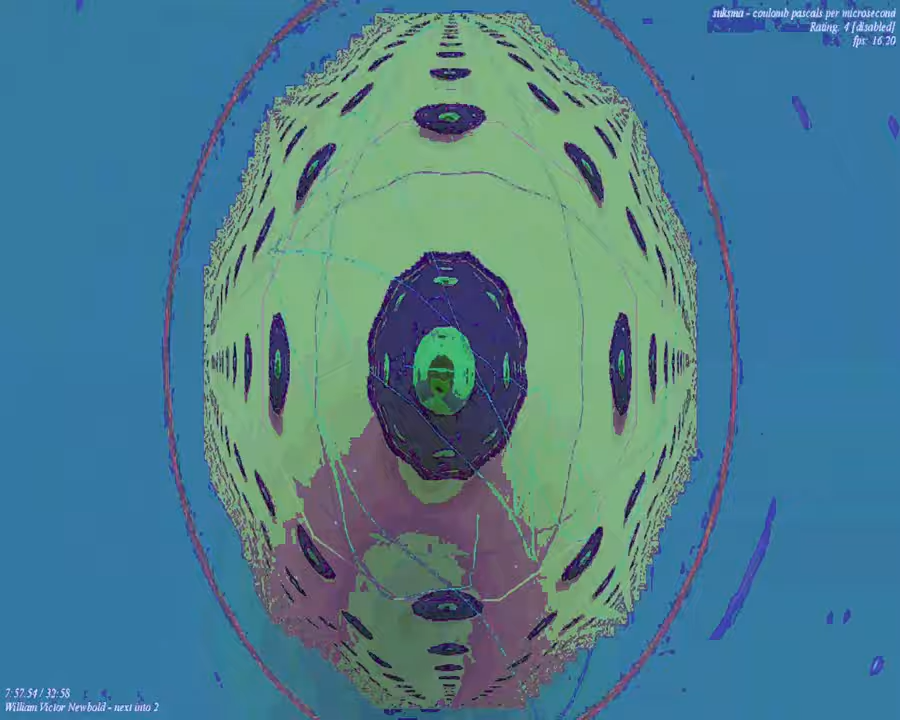 suksma - coulomb pascals per microsecond
Rating: 4 [disabled]
fps: 16.20
7:57.54 / 32:58
William Victor Newbold - next into 2